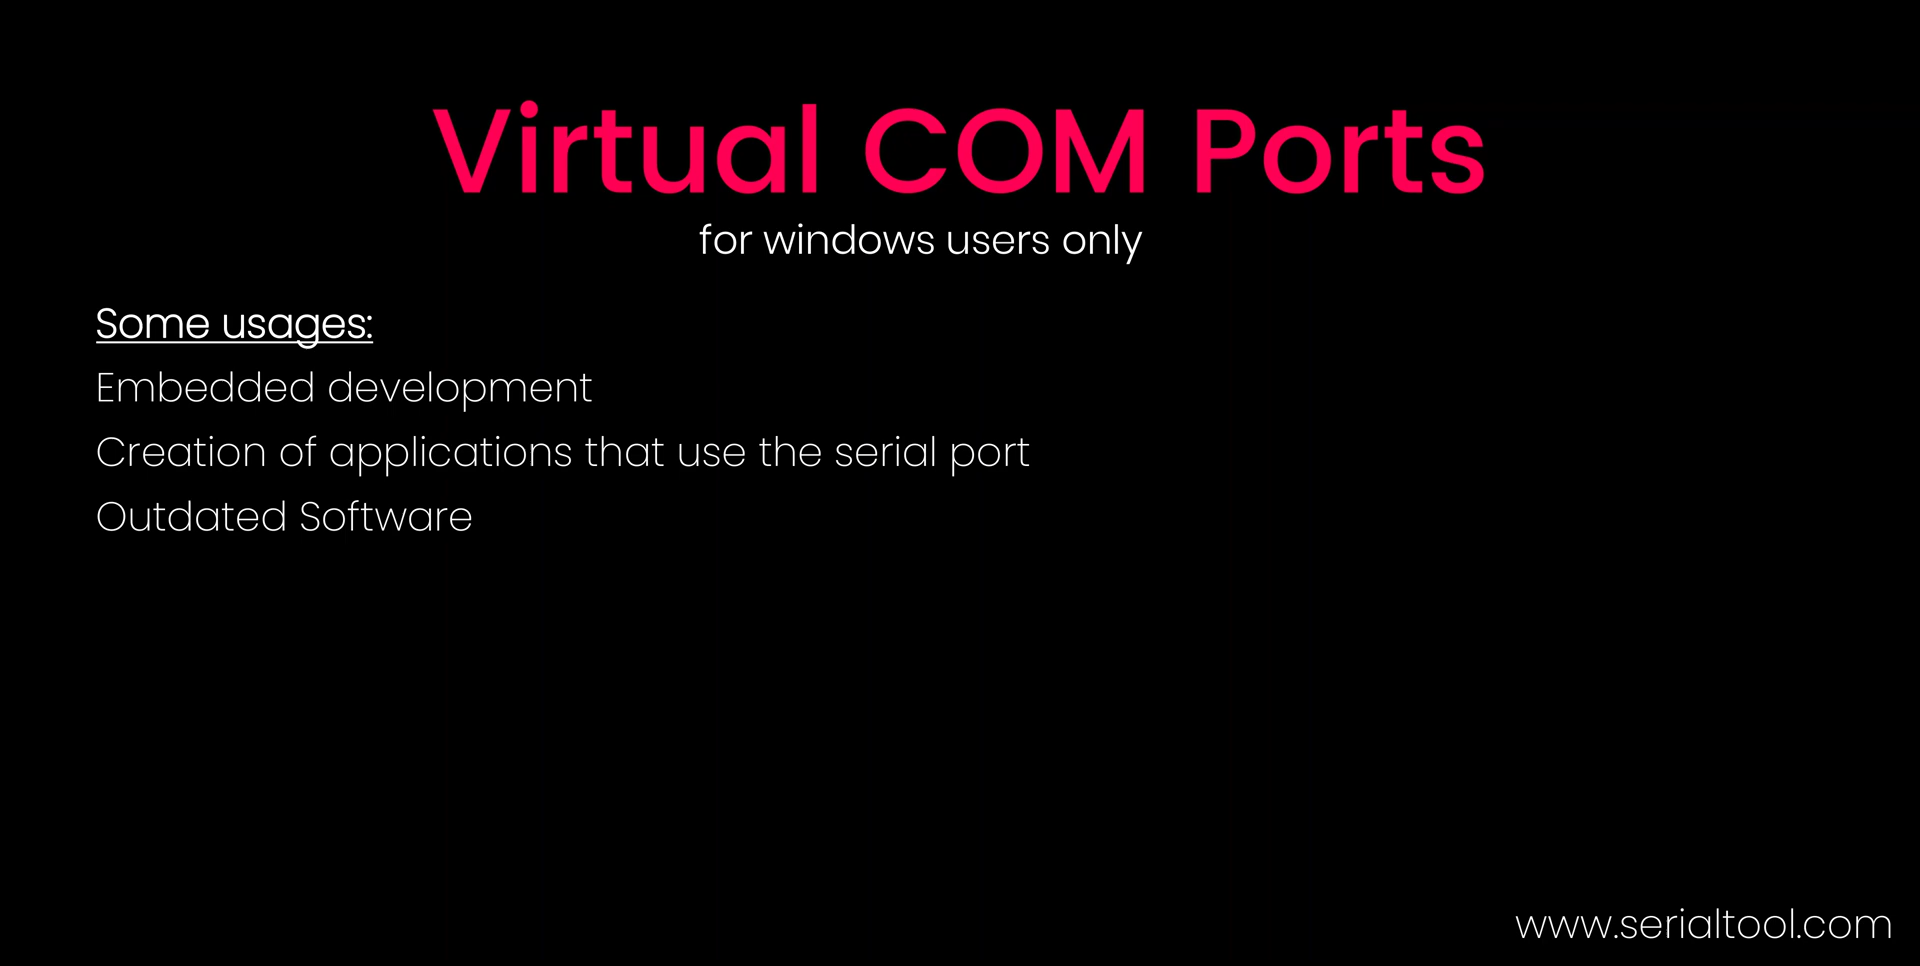 Virtual COM Ports
for windows users only
Some usages:
Embedded development
Creation of applications that use the serial port
Outdated Software
www.serialtool.com